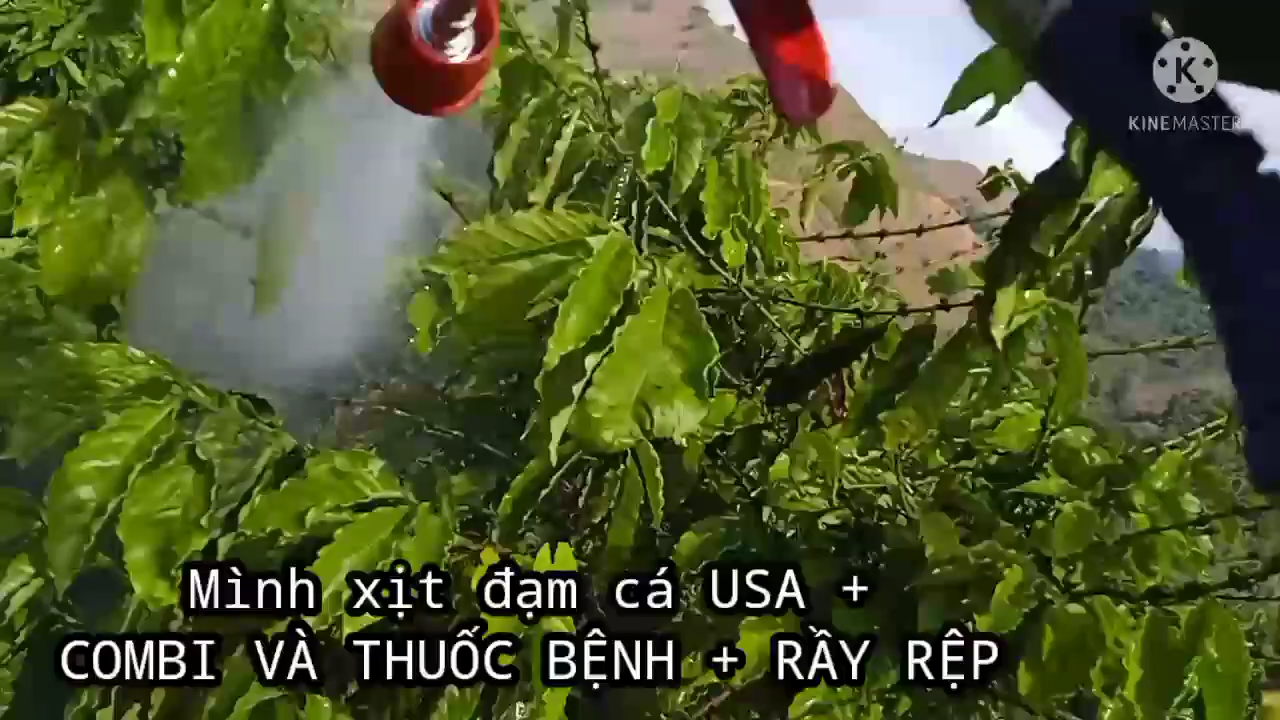 K
KINEMASTER
Mình xịt đạm cá USA +
COMBI VÀ THUỐC BỆNH + RẦY RỆP